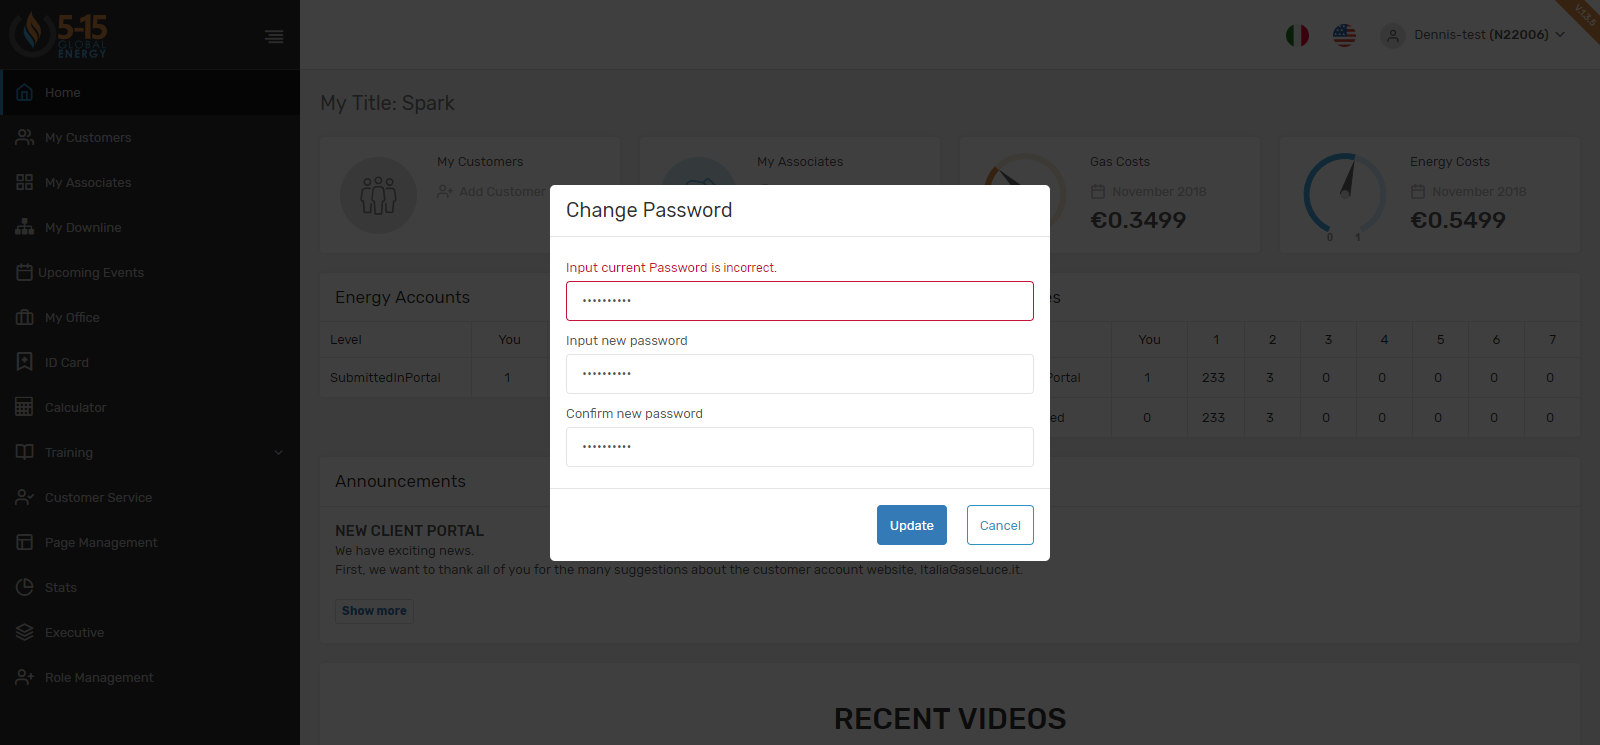 5-15
GLOBAL
ENERGY
Dennis-test (N22006)
V.1.3.5
Home
My Customers
My Associates
My Downline
Upcoming Events
My Office
ID Card
Calculator
Training
Customer Service
Page Management
Stats
Executive
Role Management
My Title: Spark
My Customers
Add Customer
My Associates
Gas Costs
November 2018
€0.3499
Energy Costs
November 2018
€0.5499
0 1
Change Password
Input current Password is incorrect.
••••••••••
Input new password
••••••••••
Confirm new password
••••••••••
Update
Cancel
Energy Accounts
Level You
SubmittedInPortal 1
es
You 1 2 3 4 5 6 7
Portal 1 233 3 0 0 0 0 0
ed 0 233 3 0 0 0 0 0
Announcements
NEW CLIENT PORTAL
We have exciting news.
First, we want to thank all of you for the many suggestions about the customer account website, ItaliaGaseLuce.it.
Show more
RECENT VIDEOS